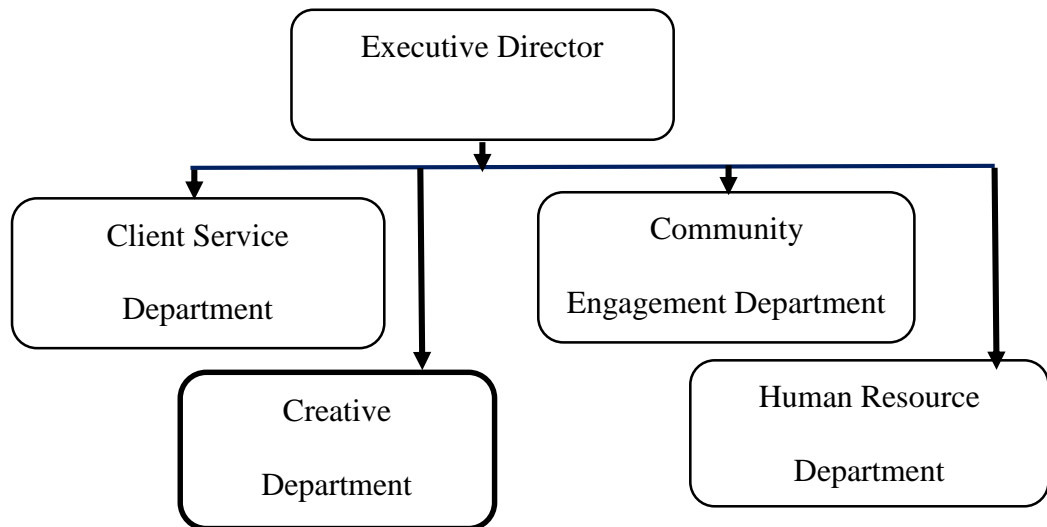 Executive Director
Client Service
Department
Community
Engagement Department
Creative
Department
Human Resource
Department